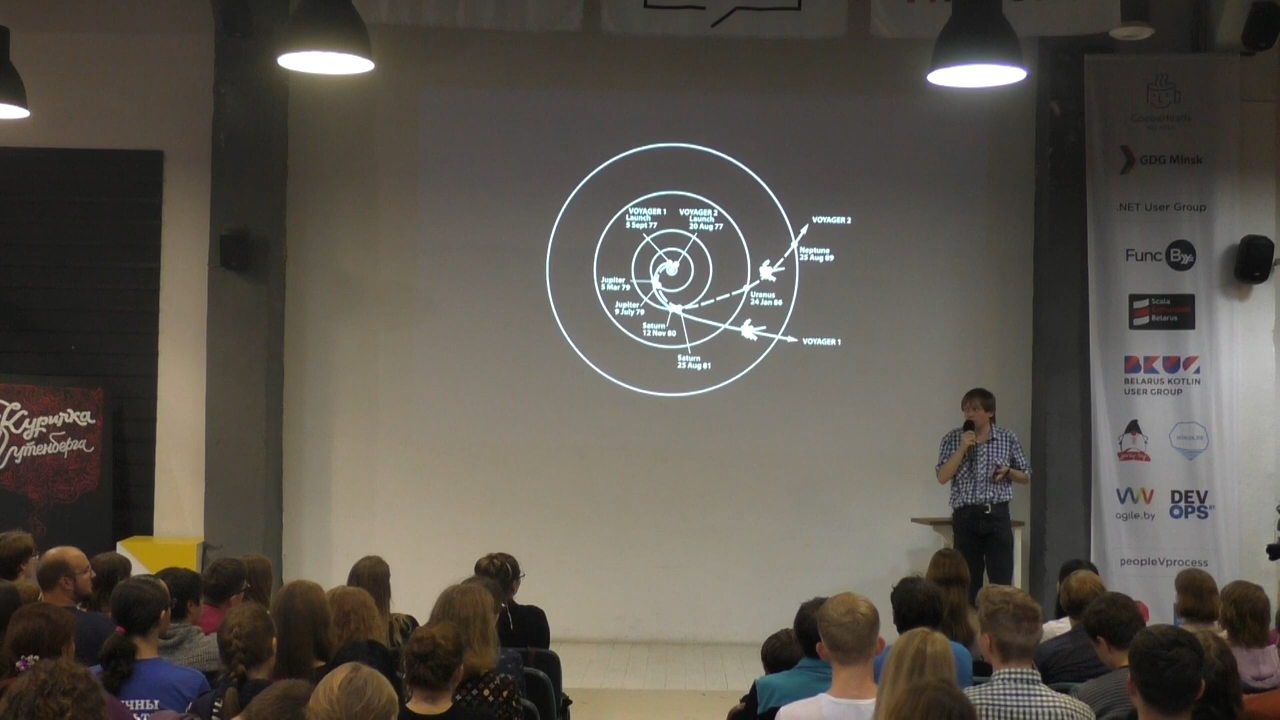 VOYAGER 1
Launch
5 Sept 77
VOYAGER 2
Launch
20 Aug 77
VOYAGER 2
Neptune
25 Aug 89
Jupiter
5 Mar 79
Jupiter
9 July 79
Uranus
24 Jan 86
Saturn
12 Nov 80
VOYAGER 1
Saturn
25 Aug 81
Курилка
Гутенберга
GDG Minsk
.NET User Group
Func
Scala
Belarus
BKUG
BELARUS KOTLIN
USER GROUP
agile.by
DEV
OPS
peopleVprocess